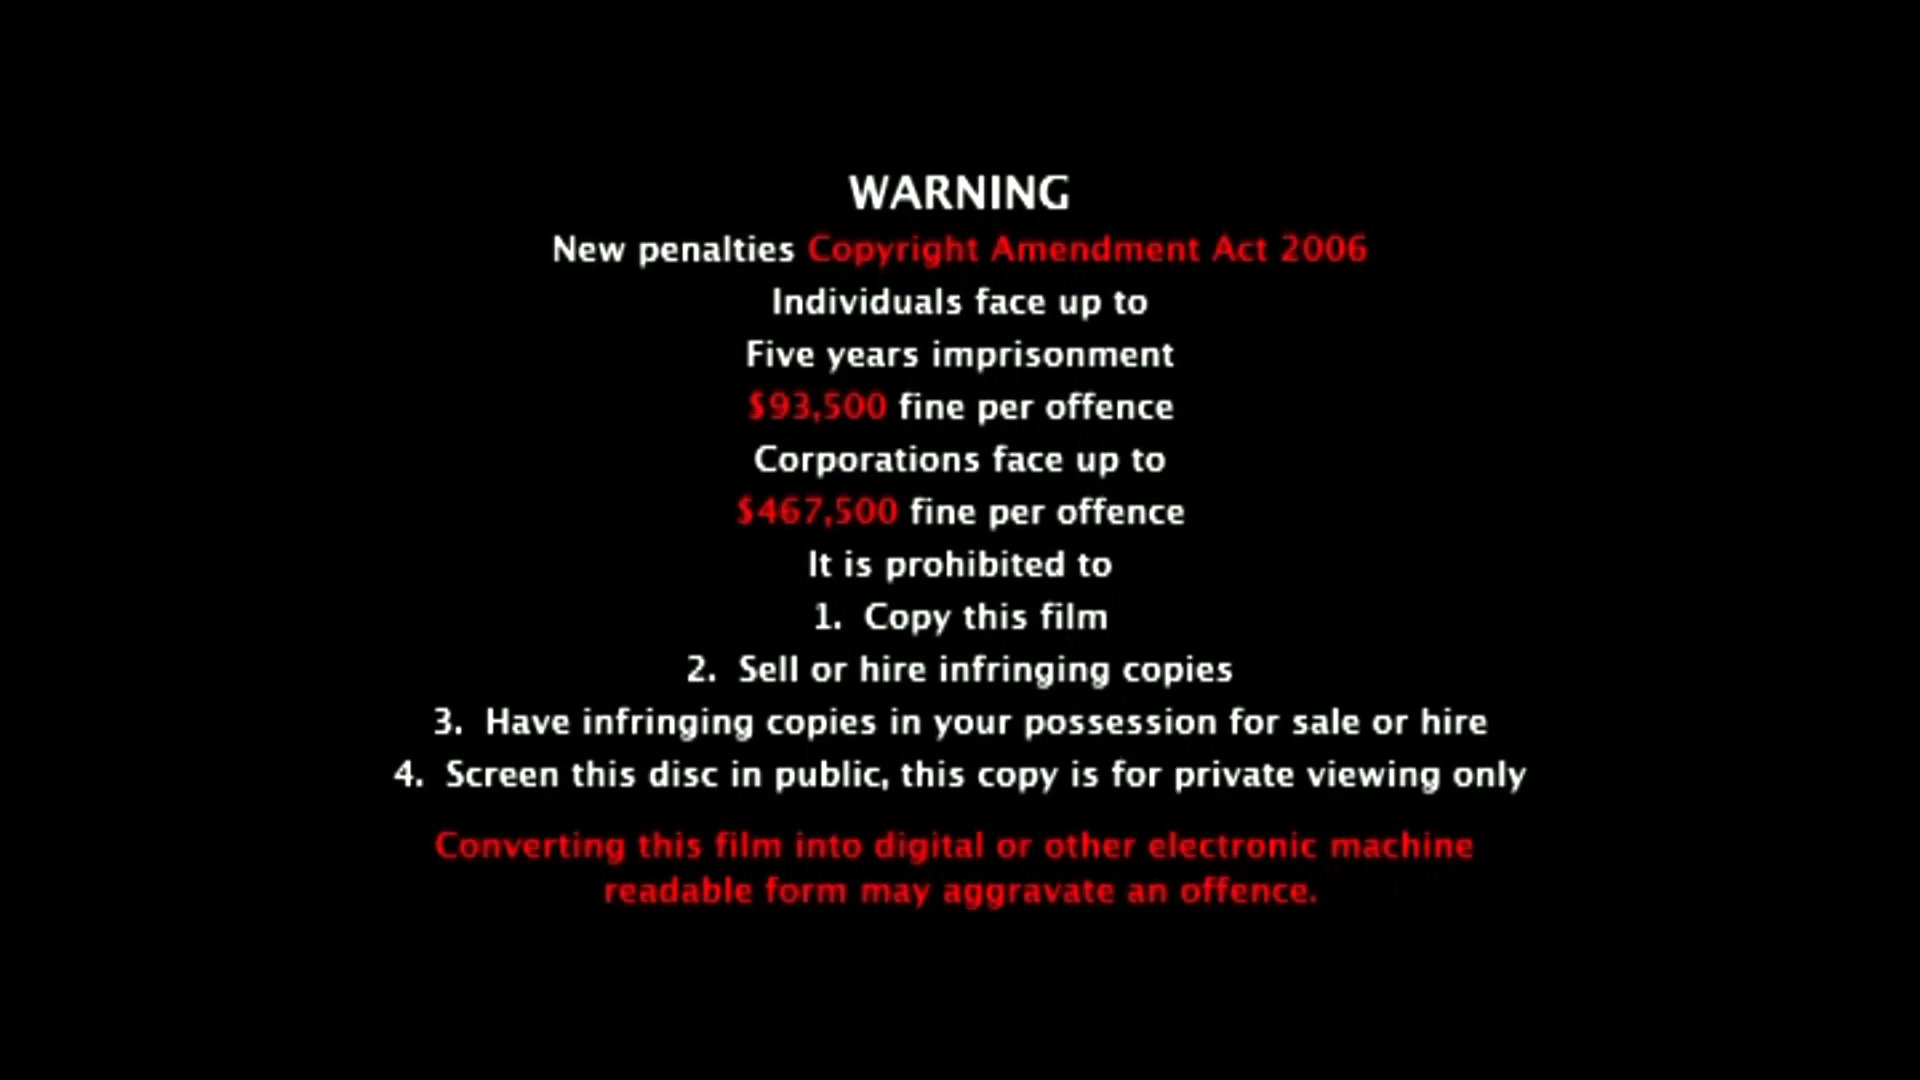 WARNING
New penalties Copyright Amendment Act 2006
Individuals face up to
Five years imprisonment
$93,500 fine per offence
Corporations face up to
$467,500 fine per offence
It is prohibited to
1. Copy this film
2. Sell or hire infringing copies
3. Have infringing copies in your possession for sale or hire
4. Screen this disc in public, this copy is for private viewing only
Converting this film into digital or other electronic machine
readable form may aggravate an offence.